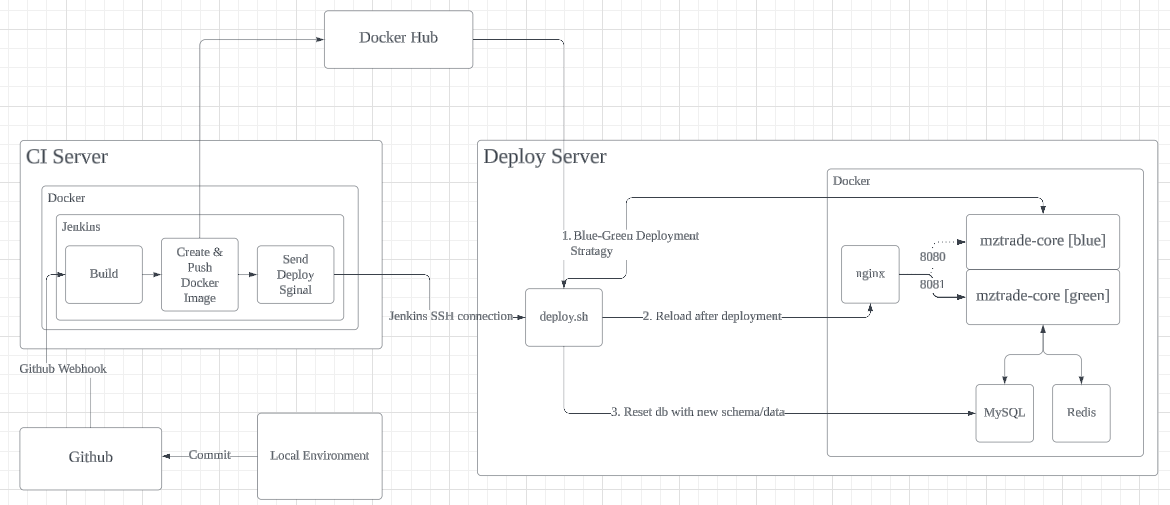 Docker Hub
CI Server
Docker
Jenkins
Build
Create &
Push
Docker
Image
Send
Deploy
Sginal
Jenkins SSH connection
Github Webhook
Github
Commit
Local Environment
Deploy Server
1. Blue-Green Deployment
Stratagy
deploy.sh
2. Reload after deployment
3. Reset db with new schema/data
Docker
nginx
8080
8081
mztrade-core [blue]
mztrade-core [green]
MySQL
Redis